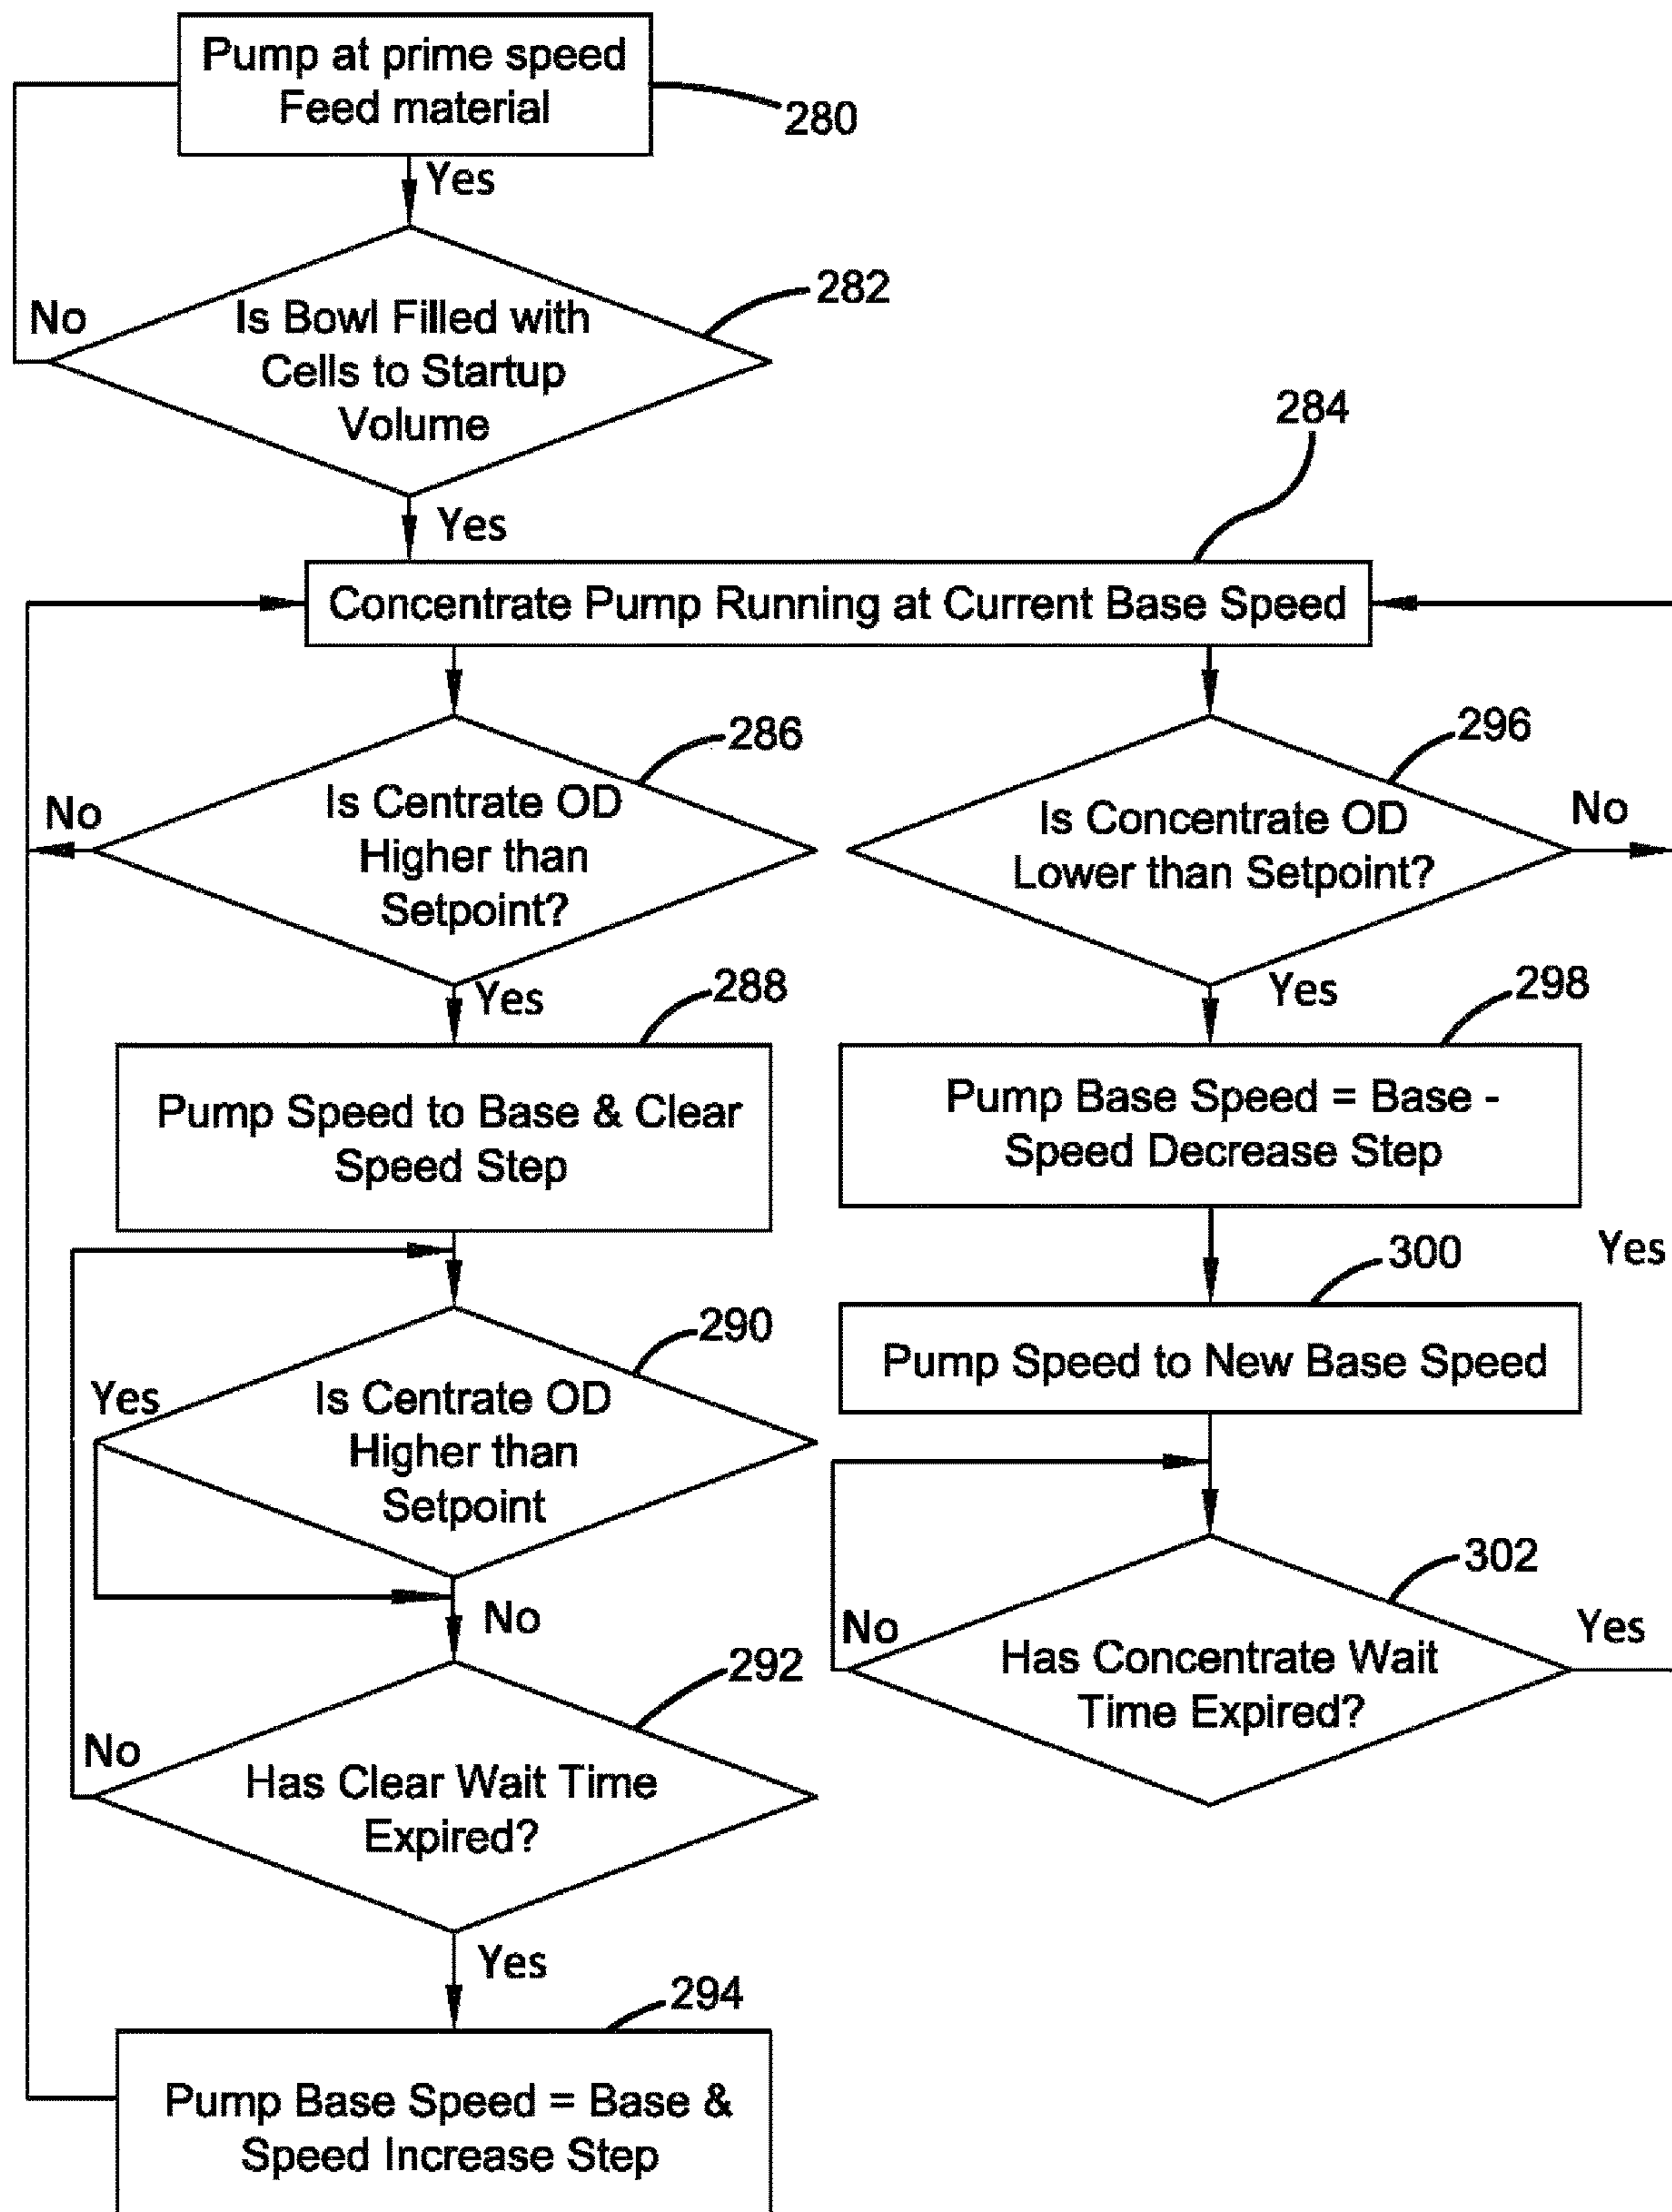 Pump at prime speed
Feed material
280
Yes
282
No
Is Bowl Filled with
Cells to Startup
Volume
284
Yes
Concentrate Pump Running at Current Base Speed
286
296
No
Is Centrate OD
Higher than
Setpoint?
No
Is Concentrate OD
Lower than Setpoint?
Yes
288
Yes
298
Pump Speed to Base & Clear
Speed Step
Pump Base Speed = Base -
Speed Decrease Step
Yes
300
290
Pump Speed to New Base Speed
Yes
Is Centrate OD
Higher than
Setpoint
302
No
No
Yes
292
Has Concentrate Wait
Time Expired?
No
Has Clear Wait Time
Expired?
Yes
294
Pump Base Speed = Base &
Speed Increase Step